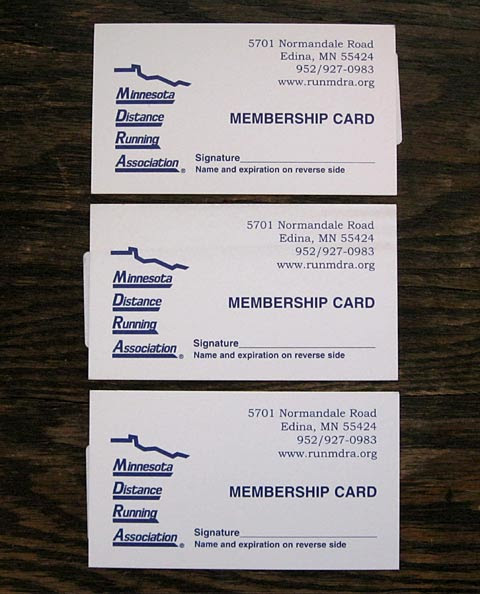 5701 Normandale Road
Edina, MN 55424
952/927-0983
www.runmdra.org
Minnesota
Distance
Running
Association®
MEMBERSHIP CARD
Signature
Name and expiration on reverse side
5701 Normandale Road
Edina, MN 55424
952/927-0983
www.runmdra.org
Minnesota
Distance
Running
Association®
MEMBERSHIP CARD
Signature
Name and expiration on reverse side
5701 Normandale Road
Edina, MN 55424
952/927-0983
www.runmdra.org
Minnesota
Distance
Running
Association®
MEMBERSHIP CARD
Signature
Name and expiration on reverse side